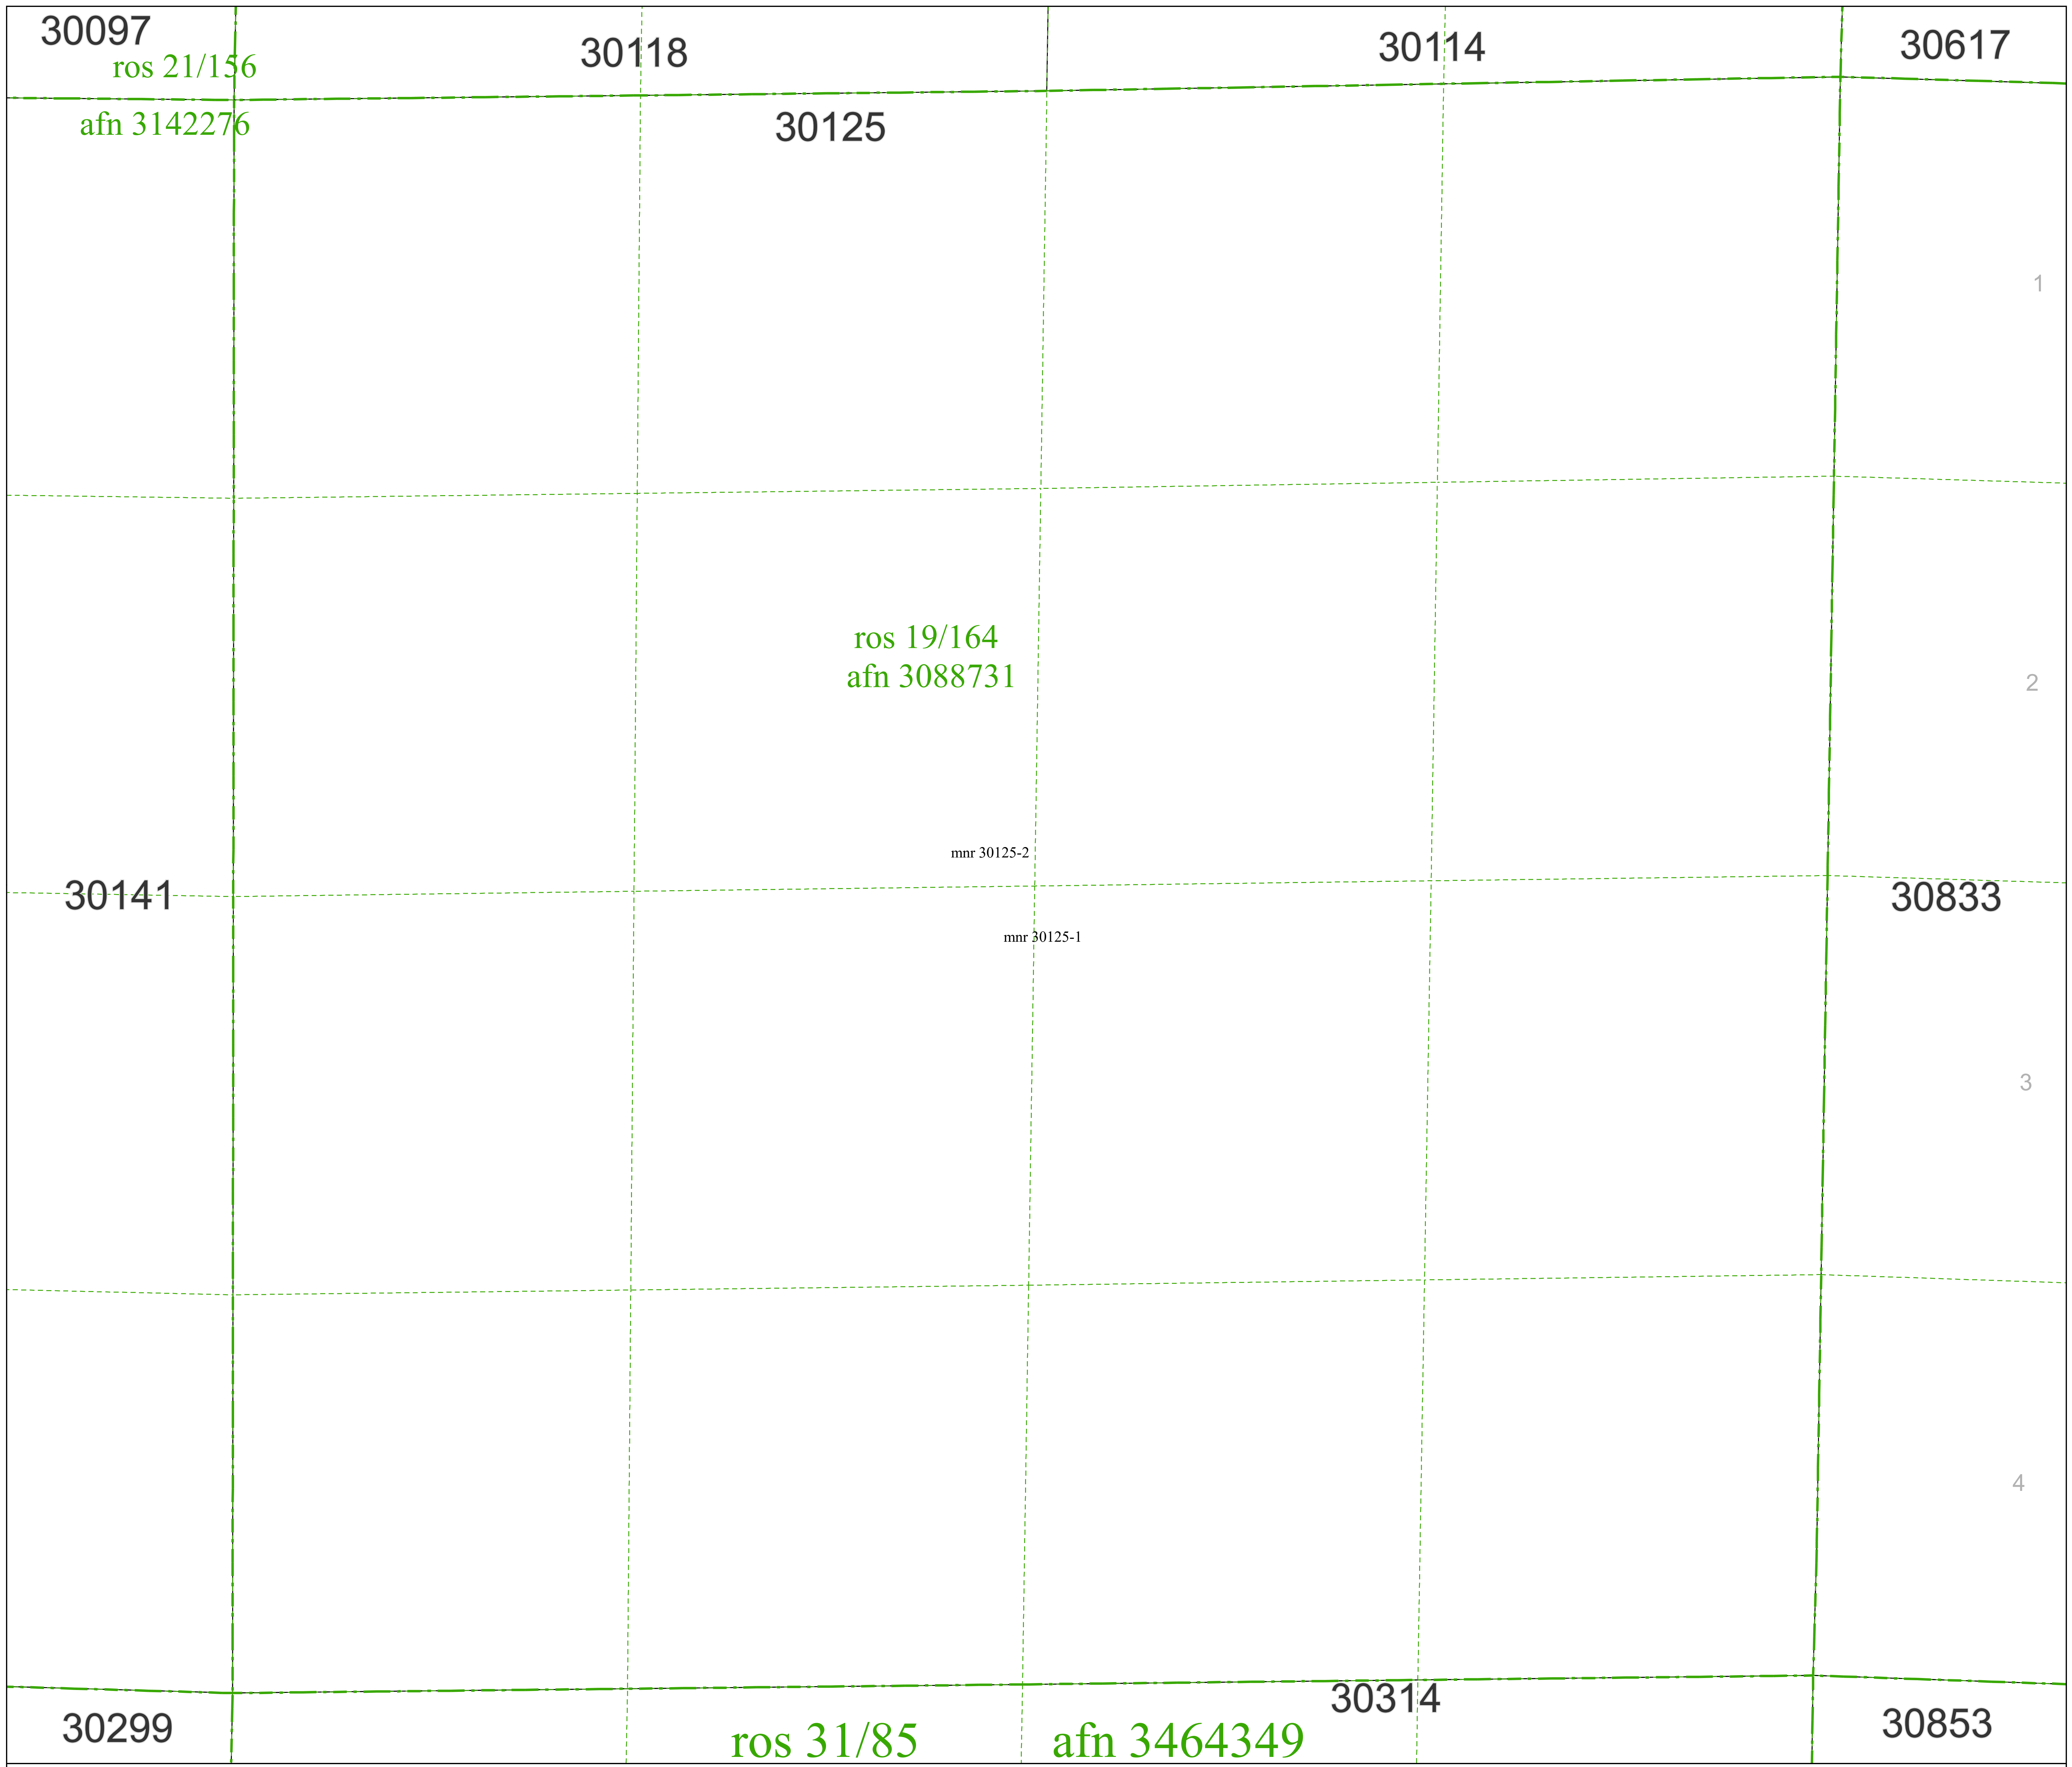 30097
30118
30114
30617
ros 21/156
afn 3142276
30125
1
ros 19/164
afn 3088731
2
mnr 30125-2
30141
30833
mnr 30125-1
3
4
30314
30299
30853
ros 31/85 afn 3464349